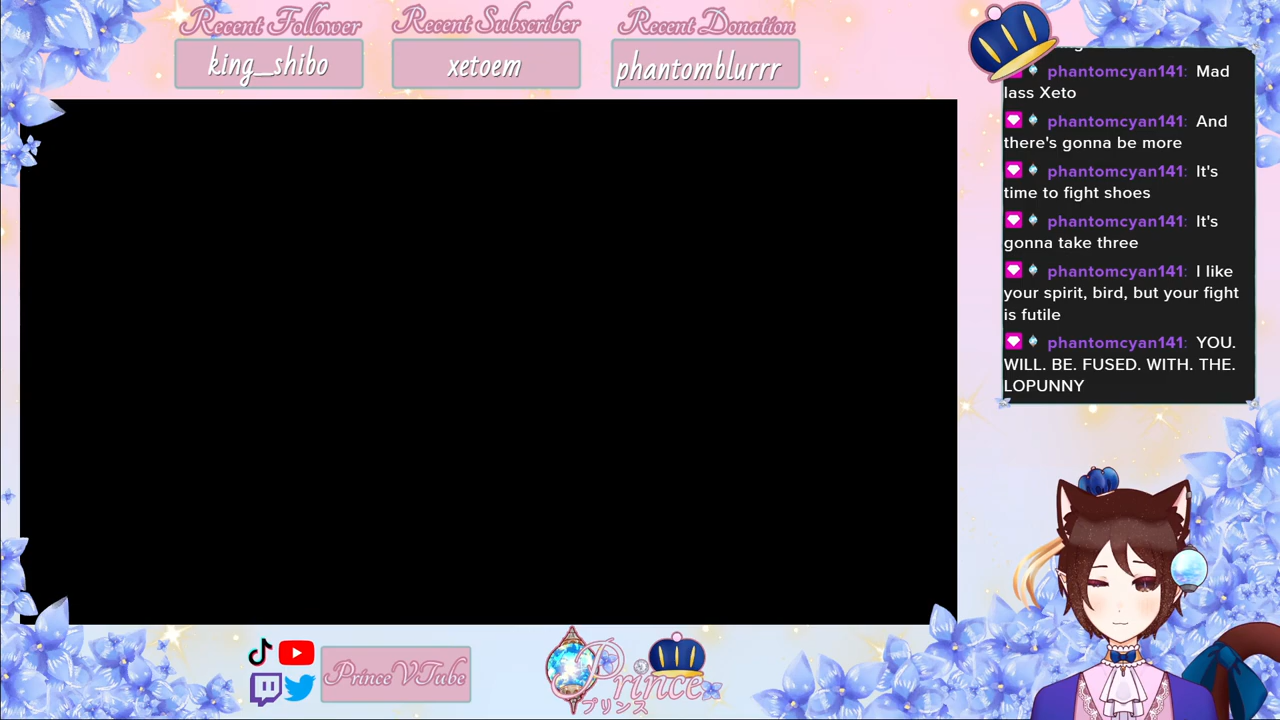 Recent Follower
Recent Subscriber
Recent Donation
king_shibo
xetoem
phantomblurrr
phantomcyan141: Mad
lass Xeto
phantomcyan141: And
there's gonna be more
phantomcyan141: It's
time to fight shoes
phantomcyan141: It's
gonna take three
phantomcyan141: I like
your spirit, bird, but your fight
is futile
phantomcyan141: YOU.
WILL. BE. FUSED. WITH. THE.
LOPUNNY
Prince VTube
Prince
プリンス